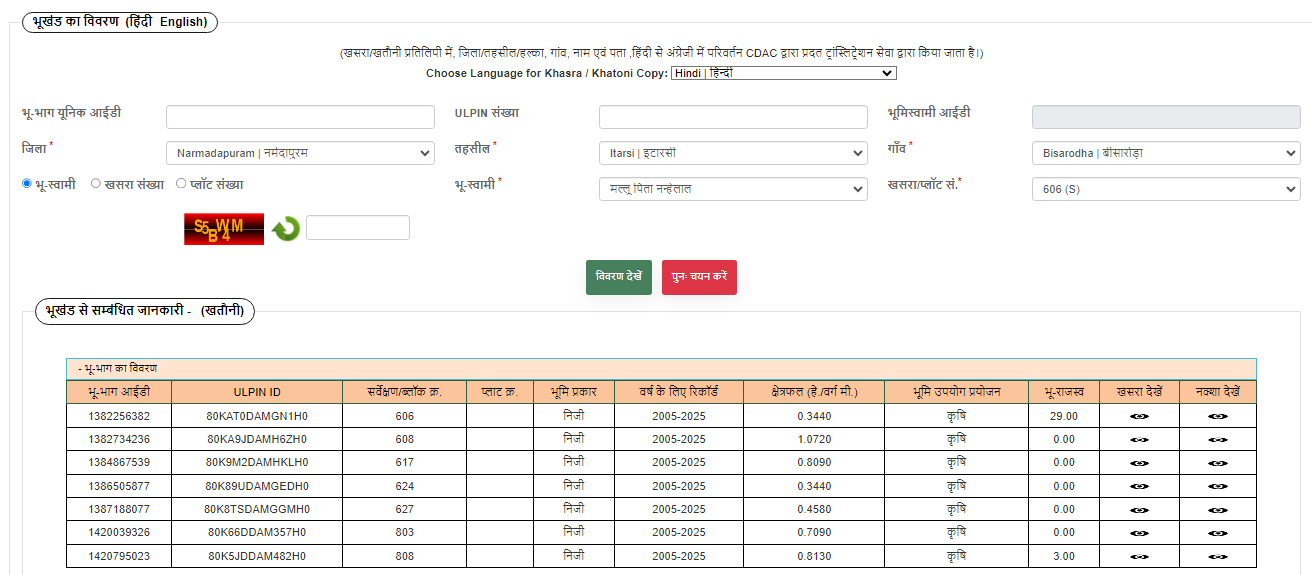 भूखंड का विवरण (हिंदी English)
(खसरा/खतौनी प्रतिलिपी में, जिला/तहसील/हल्का, गांव, नाम एवं पता ,हिंदी से अंग्रेजी में परिवर्तन CDAC द्वारा प्रदत ट्रांस्लिट्रेशन सेवा द्वारा किया जाता है।)
Choose Language for Khasra / Khatoni Copy: Hindi | हिन्दी
भू-भाग यूनिक आईडी ULPIN संख्या भूमिस्वामी आईडी
जिला * Narmadapuram | नर्मदापुरम तहसील * Itarsi | इटारसी गाँव * Bisarodha | बीसारोड़ा
भू-स्वामी खसरा संख्या प्लॉट संख्या भू-स्वामी * मल्लू पिता नन्हेलाल खसरा/प्लॉट सं.* 606 (S)
S5BWM4
विवरण देखें पुनः चयन करें
भूखंड से सम्बंधित जानकारी - (खतौनी)
- भू-भाग का विवरण
भू-भाग आईडी ULPIN ID सर्वेक्षण/ब्लॉक क्र. प्लाट क्र. भूमि प्रकार वर्ष के लिए रिकॉर्ड क्षेत्रफल (हे./वर्ग मी.) भूमि उपयोग प्रयोजन भू-राजस्व खसरा देखें नक्शा देखें
1382256382 80KAT0DAMGN1H0 606 निजी 2005-2025 0.3440 कृषि 29.00
1382734236 80KA9JDAMH6ZH0 608 निजी 2005-2025 1.0720 कृषि 0.00
1384867539 80K9M2DAMHKLH0 617 निजी 2005-2025 0.8090 कृषि 0.00
1386505877 80K89UDAMGEDH0 624 निजी 2005-2025 0.3440 कृषि 0.00
1387188077 80K8TSDAMGGMH0 627 निजी 2005-2025 0.4580 कृषि 0.00
1420039326 80K66DDAM357H0 803 निजी 2005-2025 0.7090 कृषि 0.00
1420795023 80K5JDDAM482H0 808 निजी 2005-2025 0.8130 कृषि 3.00